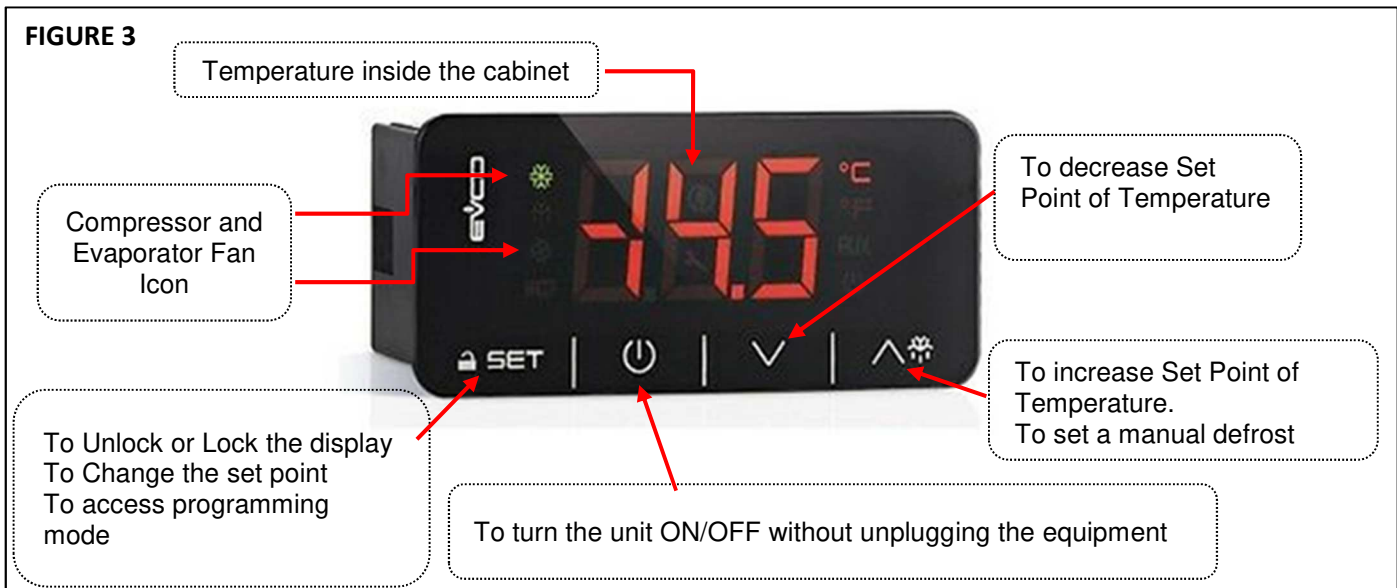 FIGURE 3
Temperature inside the cabinet
EVCO
°C
°F
AUX
To decrease Set
Point of Temperature
Compressor and
Evaporator Fan
Icon
SET
To increase Set Point of
Temperature.
To set a manual defrost
To Unlock or Lock the display
To Change the set point
To access programming
mode
To turn the unit ON/OFF without unplugging the equipment